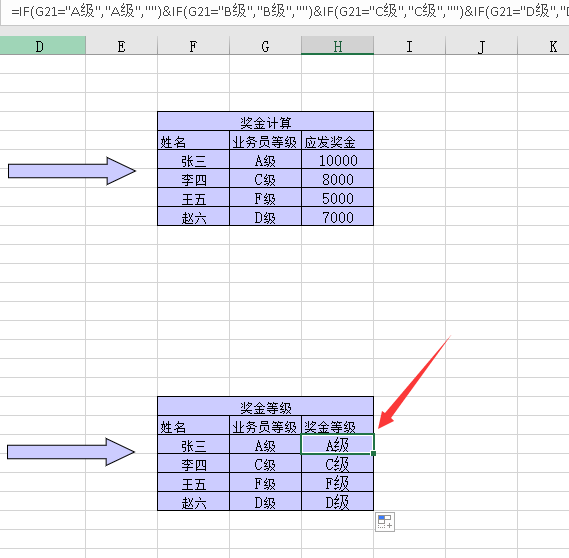 =IF(G21="A级","A级","")&IF(G21="B级","B级","")&IF(G21="C级","C级","")&IF(G21="D级","D
D E F G H I J K
奖金计算
姓名 业务员等级 应发奖金
张三 A级 10000
李四 C级 8000
王五 F级 5000
赵六 D级 7000
奖金等级
姓名 业务员等级 奖金等级
张三 A级 A级
李四 C级 C级
王五 F级 F级
赵六 D级 D级